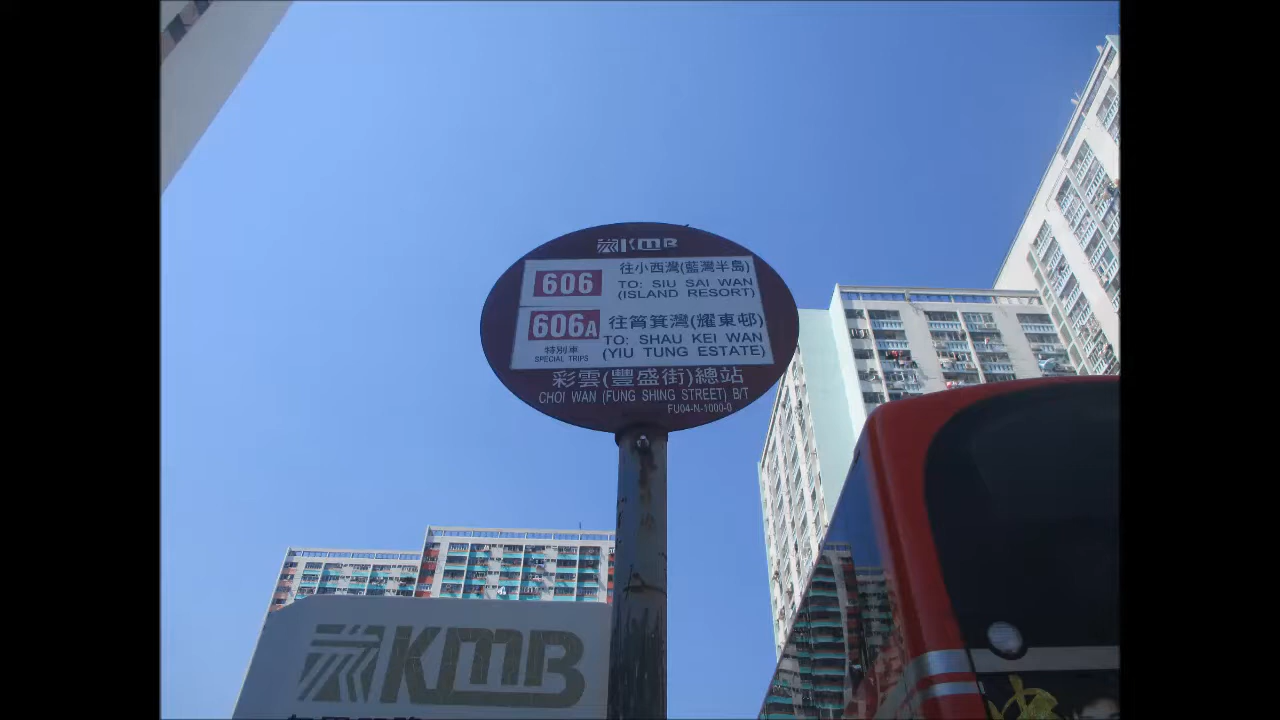 KMB
606
往小西灣(藍灣半島)
TO: SIU SAI WAN
(ISLAND RESORT)
606A
往筲箕灣(耀東邨)
特別車
TO: SHAU KEI WAN
SPECIAL TRIPS
(YIU TUNG ESTATE)
彩雲(豐盛街)總站
CHOI WAN (FUNG SHING STREET) B/T
FU04-N-1000-0
KMB